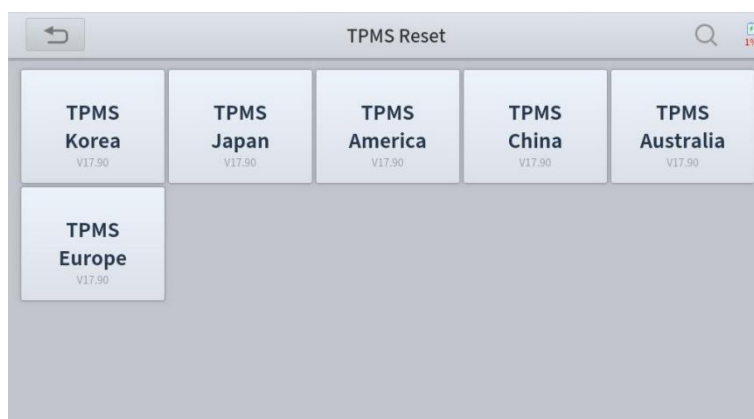 TPMS Reset
1%
TPMS
Korea
V17.90
TPMS
Japan
V17.90
TPMS
America
V17.90
TPMS
China
V17.90
TPMS
Australia
V17.90
TPMS
Europe
V17.90